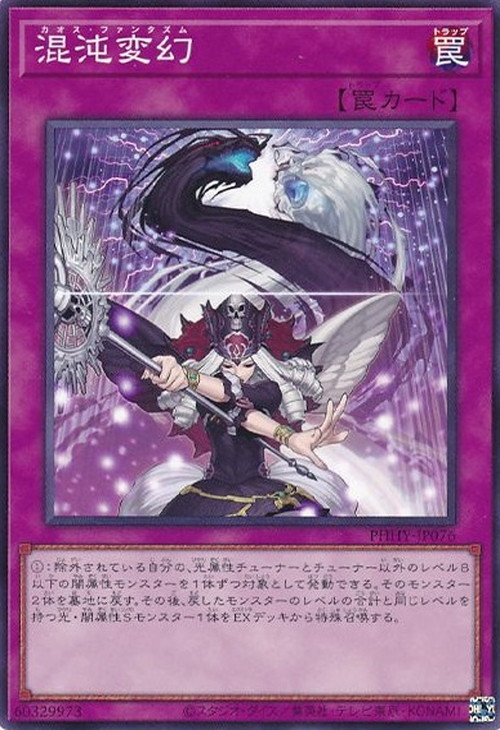 カオス・ファンタズム
混沌変幻
トラップ
罠
トラップ
【罠カード】
PHHY-JP076
①:除外されている自分の、光属性チューナーとチューナー以外のレベル8
以下の闇属性モンスターを1体ずつ対象として発動できる。そのモンスター
2体を墓地に戻す。その後、戻したモンスターのレベルの合計と同じレベルを
持つ光・闇属性Sモンスター1体をEXデッキから特殊召喚する。
60329973
©スタジオ・ダイス/集英社・テレビ東京・KONAMI